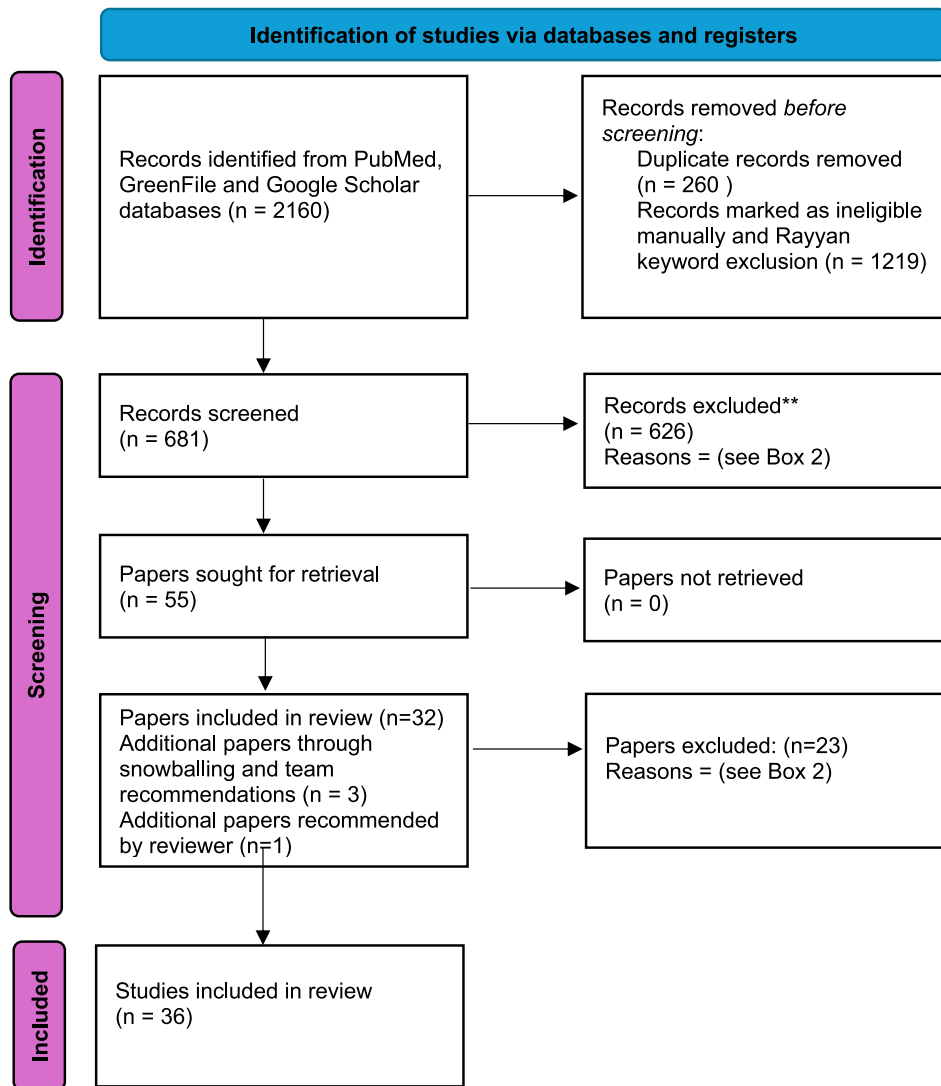 Identification of studies via databases and registers
Identification
Records identified from PubMed,
GreenFile and Google Scholar
databases (n = 2160)
Records removed before
screening:
Duplicate records removed
(n = 260 )
Records marked as ineligible
manually and Rayyan
keyword exclusion (n = 1219)
Screening
Records screened
(n = 681)
Records excluded**
(n = 626)
Reasons = (see Box 2)
Papers sought for retrieval
(n = 55)
Papers not retrieved
(n = 0)
Papers included in review (n=32)
Additional papers through
snowballing and team
recommendations (n = 3)
Additional papers recommended
by reviewer (n=1)
Papers excluded: (n=23)
Reasons = (see Box 2)
Included
Studies included in review
(n = 36)